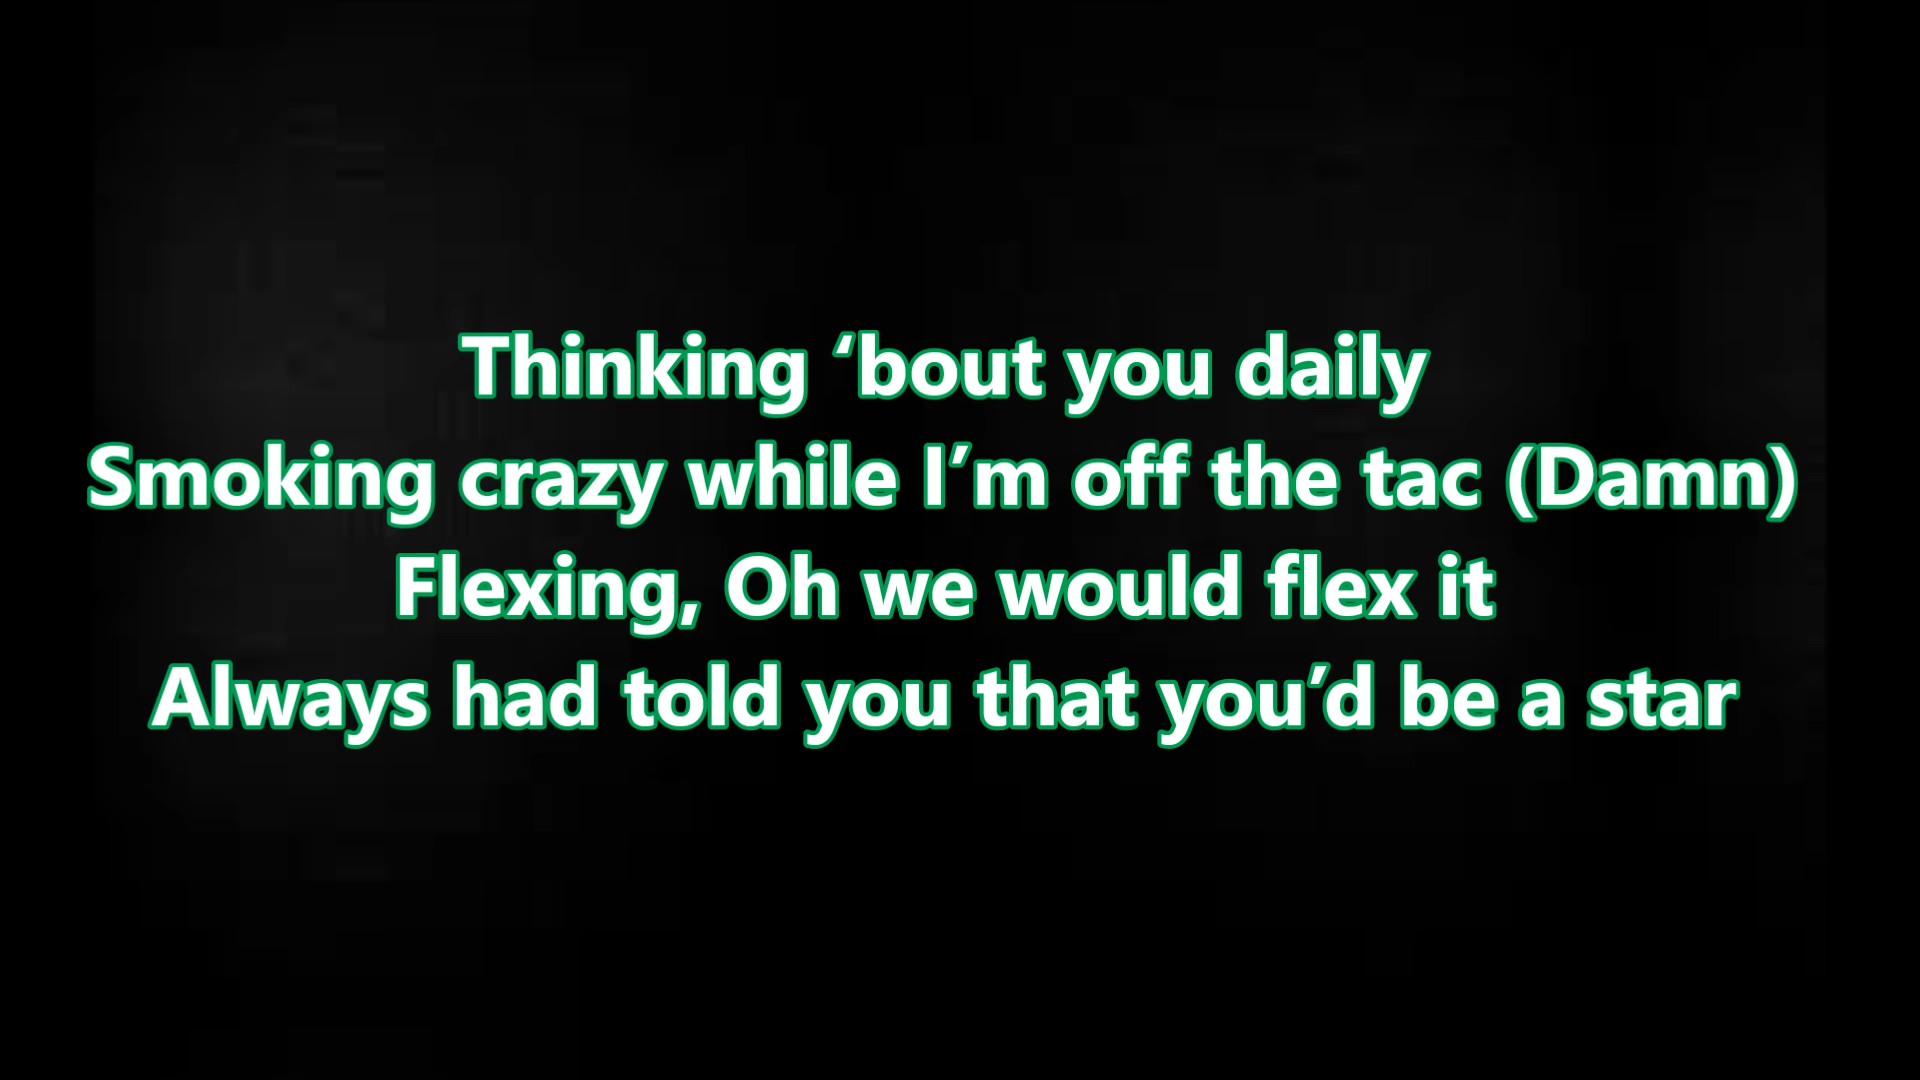 Thinking ‘bout you daily
Smoking crazy while I’m off the tac (Damn)
Flexing, Oh we would flex it
Always had told you that you’d be a star